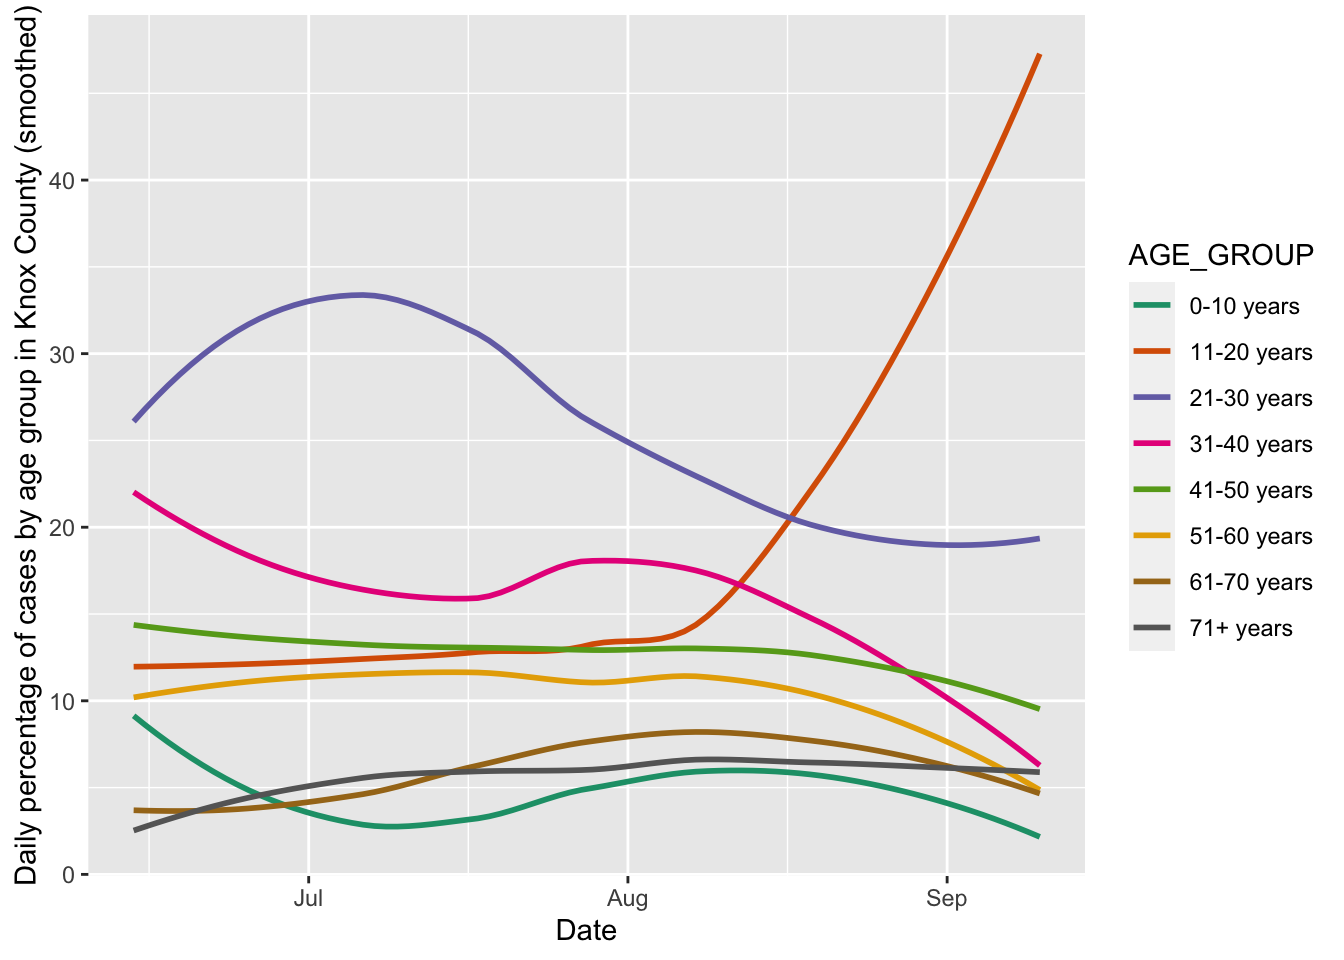 Daily percentage of cases by age group in Knox County (smoothed)
40
30
20
10
0
Jul Aug Sep
Date
AGE_GROUP
0-10 years
11-20 years
21-30 years
31-40 years
41-50 years
51-60 years
61-70 years
71+ years